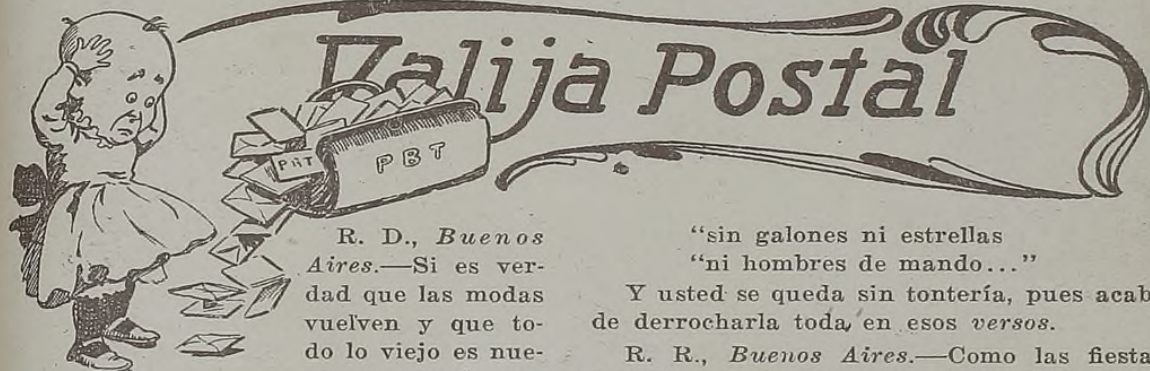 Valija Postal
PBT
PBT
R. D., Buenos
Aires.—Si es ver-
dad que las modas
vuelven y que to-
do lo viejo es nue-
“sin galones ni estrellas
“ni hombres de mando...”
Y usted se queda sin tontería, pues acab
de derrocharla toda, en esos versos.
R. R., Buenos Aires.—Como las fiesta